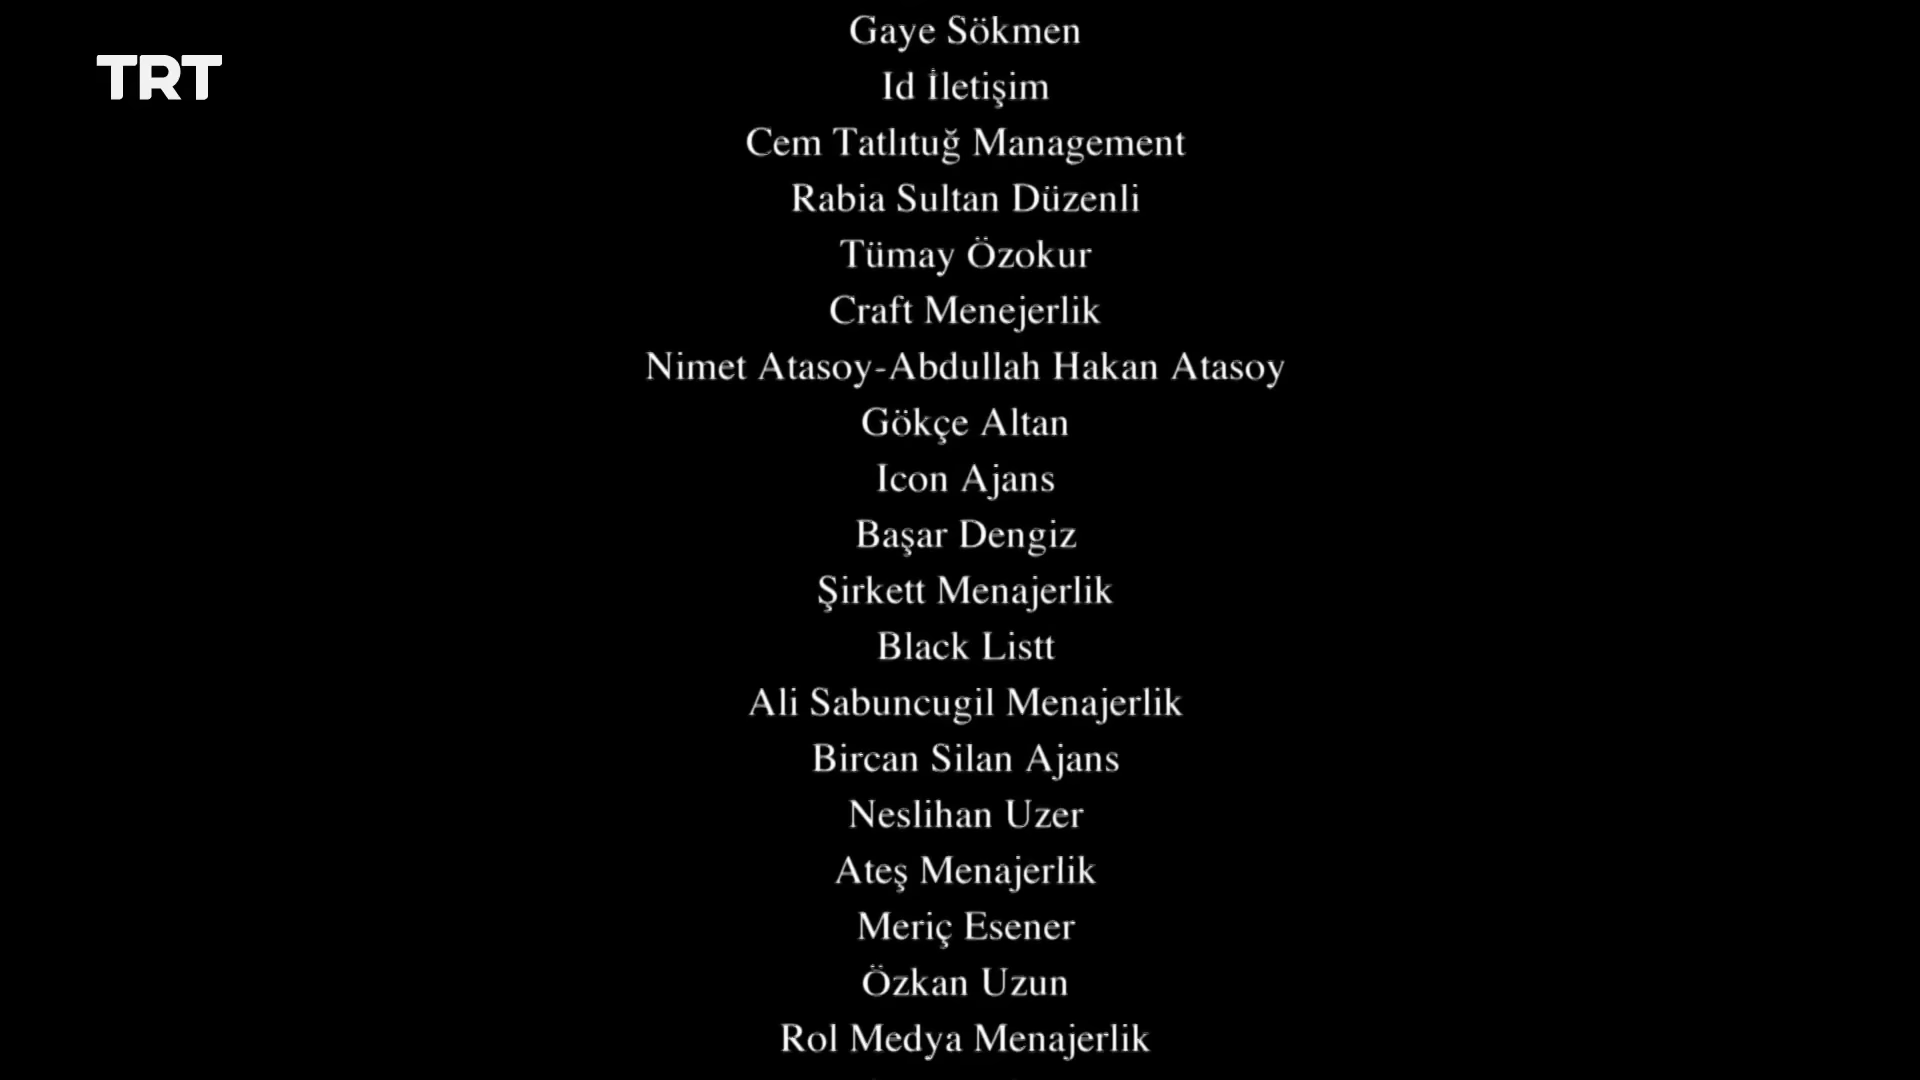 TRT
Gaye Sökmen
Id İletişim
Cem Tatlıtuğ Management
Rabia Sultan Düzenli
Tümay Özokur
Craft Menejerlik
Nimet Atasoy-Abdullah Hakan Atasoy
Gökçe Altan
Icon Ajans
Başar Dengiz
Şirkett Menajerlik
Black Listt
Ali Sabuncugil Menajerlik
Bircan Silan Ajans
Neslihan Uzer
Ateş Menajerlik
Meriç Esener
Özkan Uzun
Rol Medya Menajerlik